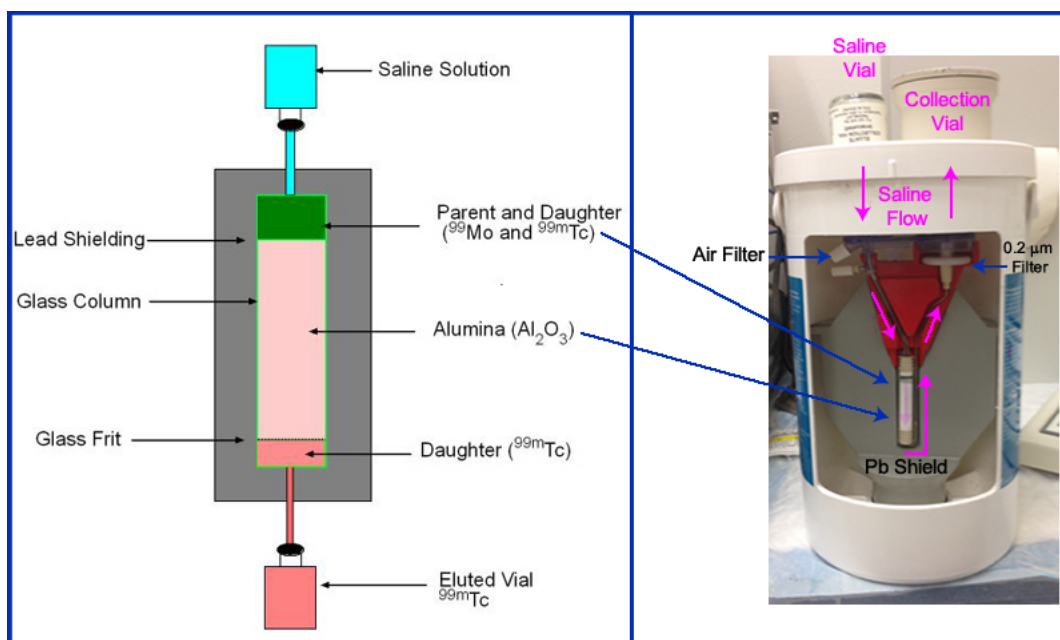 Saline Solution
Parent and Daughter
(⁹⁹Mo and ⁹⁹ᵐTc)
Lead Shielding
Glass Column
Alumina (Al₂O₃)
Glass Frit
Daughter (⁹⁹ᵐTc)
Eluted Vial
⁹⁹ᵐTc
Saline
Vial
Collection
Vial
Saline
Flow
Air Filter
0.2 μm
Filter
Pb Shield